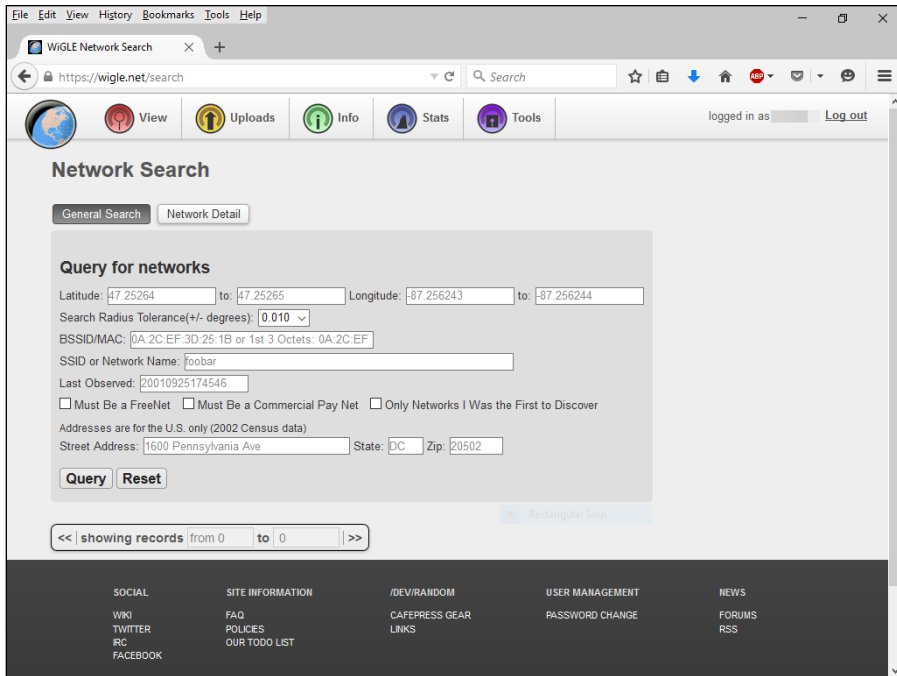 File Edit View History Bookmarks Tools Help
WiGLE Network Search
https://wigle.net/search
Search
ABP
View Uploads Info Stats Tools
logged in as Log out
Network Search
General Search Network Detail
Query for networks
Latitude: 47.25264 to: 47.25265 Longitude: -87.256243 to: -87.256244
Search Radius Tolerance(+/- degrees): 0.010
BSSID/MAC: 0A:2C:EF:3D:25:1B or 1st 3 Octets: 0A:2C:EF
SSID or Network Name: foobar
Last Observed: 20010925174546
Must Be a FreeNet Must Be a Commercial Pay Net Only Networks I Was the First to Discover
Addresses are for the U.S. only (2002 Census data)
Street Address: 1600 Pennsylvania Ave State: DC Zip: 20502
Query Reset
Rectangular Snip
<< showing records from 0 to 0 >>
SOCIAL SITE INFORMATION /DEV/RANDOM USER MANAGEMENT NEWS
WIKI FAQ CAFEPRESS GEAR PASSWORD CHANGE FORUMS
TWITTER POLICIES LINKS RSS
IRC OUR TODO LIST
FACEBOOK